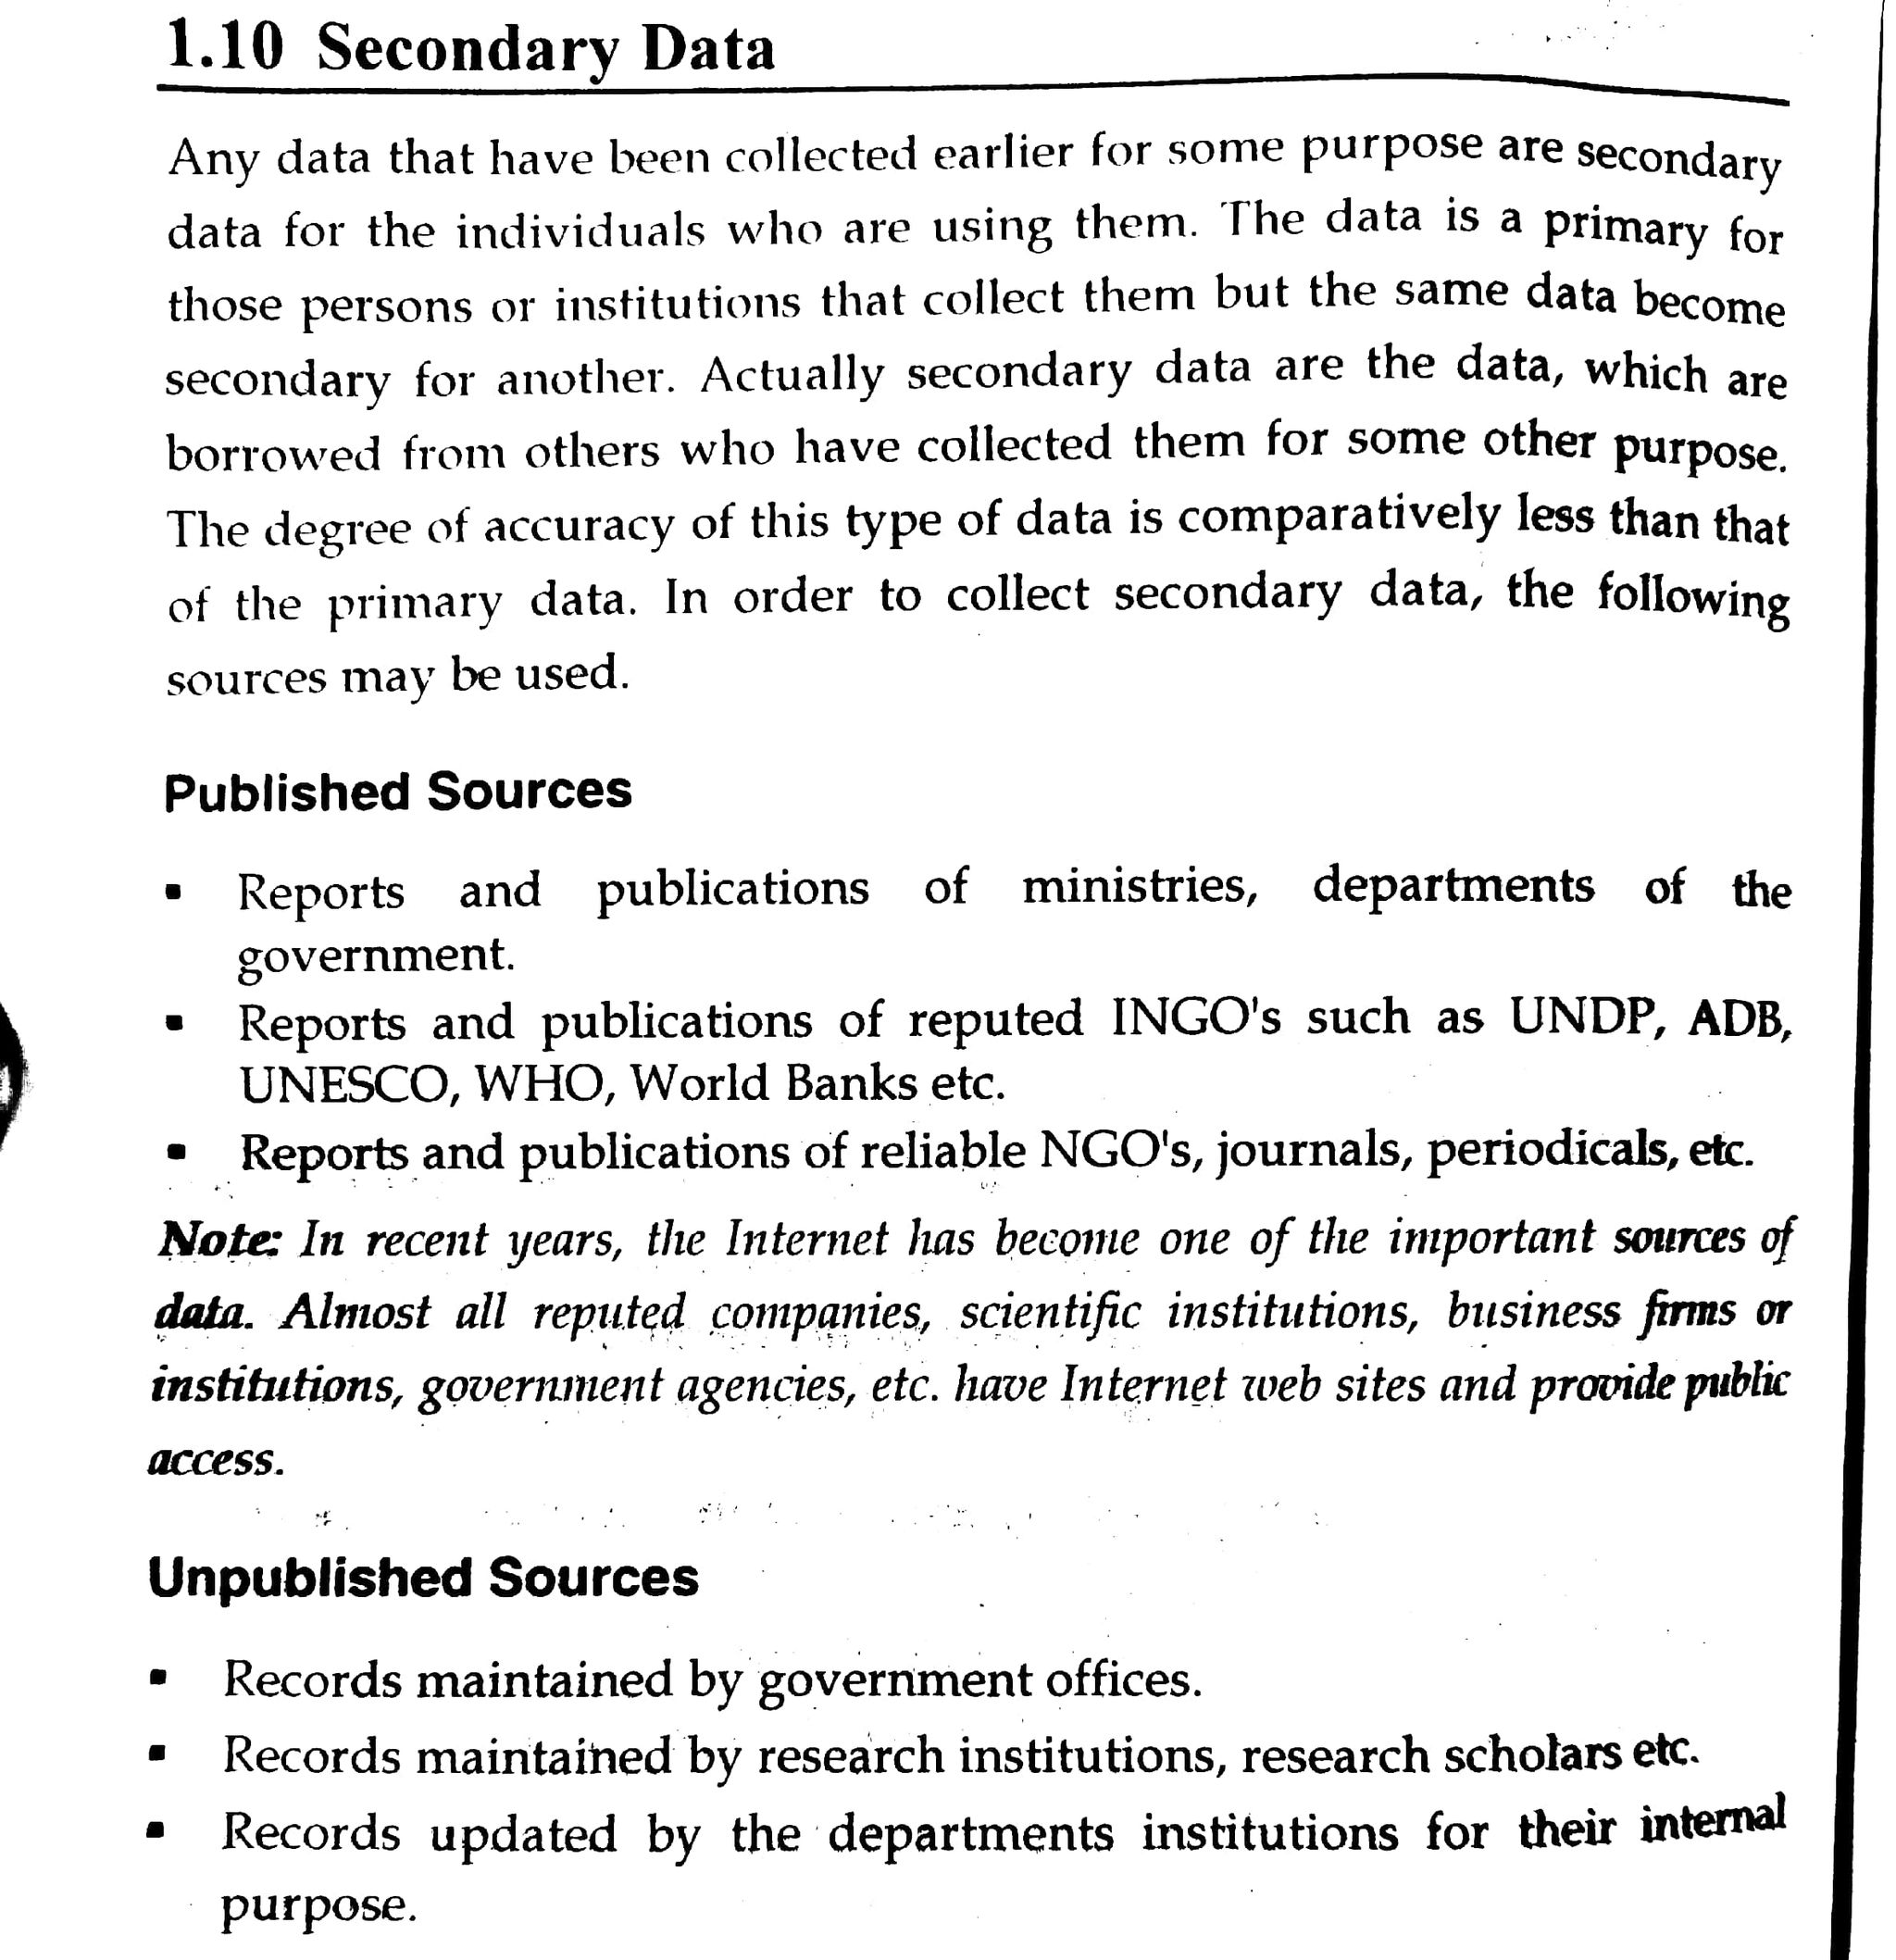 1.10 Secondary Data
Any data that have been collected earlier for some purpose are secondary
data for the individuals who are using them. The data is a primary for
those persons or institutions that collect them but the same data become
secondary for another. Actually secondary data are the data, which are
borrowed from others who have collected them for some other purpose.
The degree of accuracy of this type of data is comparatively less than that
of the primary data. In order to collect secondary data, the following
sources may be used.
Published Sources
▪ Reports and publications of ministries, departments of the
government.
▪ Reports and publications of reputed INGO's such as UNDP, ADB,
UNESCO, WHO, World Banks etc.
▪ Reports and publications of reliable NGO's, journals, periodicals, etc.
Note: In recent years, the Internet has become one of the important sources of
data. Almost all reputed companies, scientific institutions, business firms or
institutions, government agencies, etc. have Internet web sites and provide public
access.
Unpublished Sources
▪ Records maintained by government offices.
▪ Records maintained by research institutions, research scholars etc.
▪ Records updated by the departments institutions for their internal
purpose.